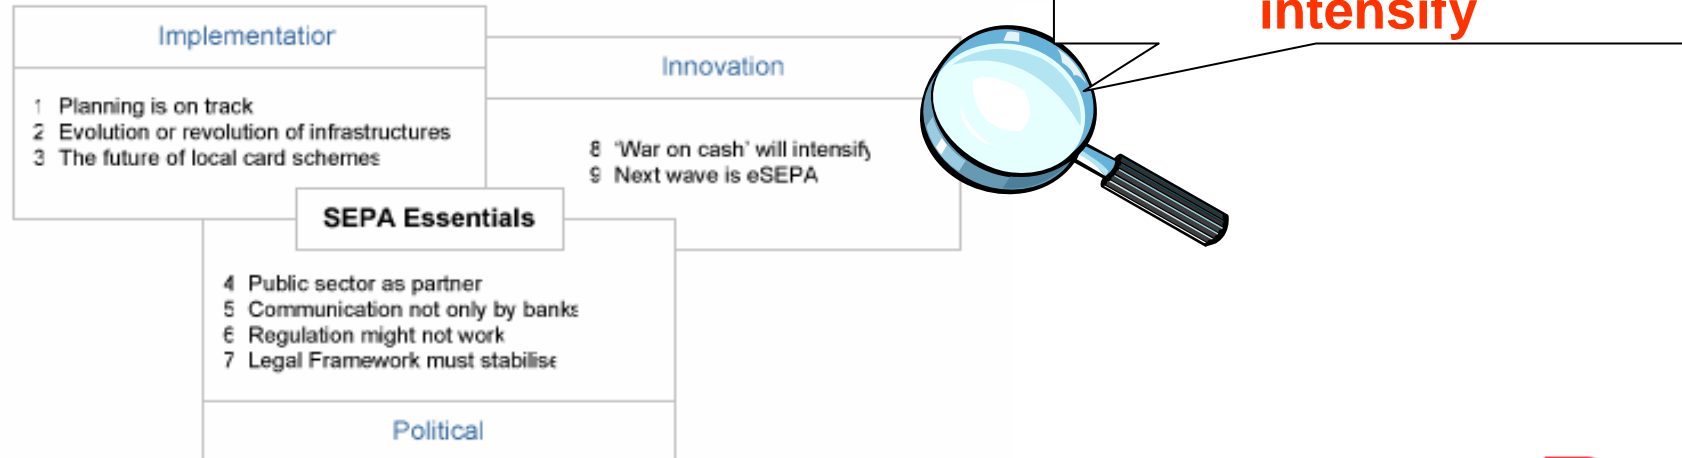 intensify
Implementation
1 Planning is on track
2 Evolution or revolution of infrastructures
3 The future of local card schemes
Innovation
8 ‘War on cash’ will intensify
9 Next wave is eSEPA
SEPA Essentials
4 Public sector as partner
5 Communication not only by banks
6 Regulation might not work
7 Legal Framework must stabilise
Political